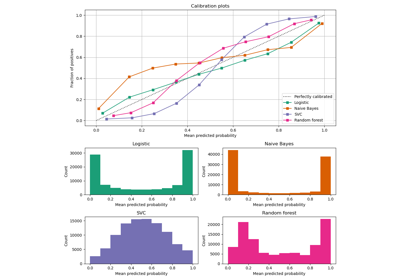 Calibration plots
1.0
0.8
0.6
0.4
0.2
0.0
Fraction of positives
Perfectly calibrated
Logistic
Naive Bayes
SVC
Random forest
0.0 0.2 0.4 0.6 0.8 1.0
Mean predicted probability
Logistic
30000
20000
10000
0
Count
0.0 0.2 0.4 0.6 0.8 1.0
Mean predicted probability
Naive Bayes
40000
30000
20000
10000
0
Count
0.0 0.2 0.4 0.6 0.8 1.0
Mean predicted probability
SVC
15000
10000
5000
0
Count
0.0 0.2 0.4 0.6 0.8 1.0
Mean predicted probability
Random forest
20000
15000
10000
5000
0
Count
0.0 0.2 0.4 0.6 0.8 1.0
Mean predicted probability